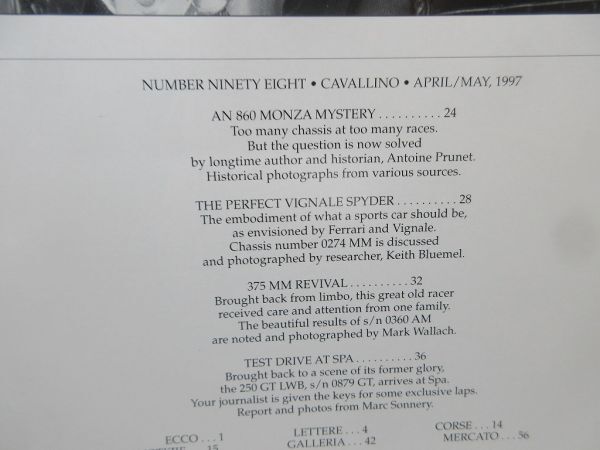 NUMBER NINETY EIGHT • CAVALLINO • APRIL/MAY, 1997
AN 860 MONZA MYSTERY . . . . . . . . . . 24
Too many chassis at too many races.
But the question is now solved
by longtime author and historian, Antoine Prunet.
Historical photographs from various sources.
THE PERFECT VIGNALE SPYDER . . . . . . . . . . 28
The embodiment of what a sports car should be,
as envisioned by Ferrari and Vignale.
Chassis number 0274 MM is discussed
and photographed by researcher, Keith Bluemel.
375 MM REVIVAL . . . . . . . . . . 32
Brought back from limbo, this great old racer
received care and attention from one family.
The beautiful results of s/n 0360 AM
are noted and photographed by Mark Wallach.
TEST DRIVE AT SPA . . . . . . . . . . 36
Brought back to a scene of its former glory,
the 250 GT LWB, s/n 0879 GT, arrives at Spa.
Your journalist is given the keys for some exclusive laps.
Report and photos from Marc Sonnery.
ECCO . . . 1 LETTERE . . . 4 CORSE . . . 14
15 GALLERIA . . . 42 MERCATO . . . 56